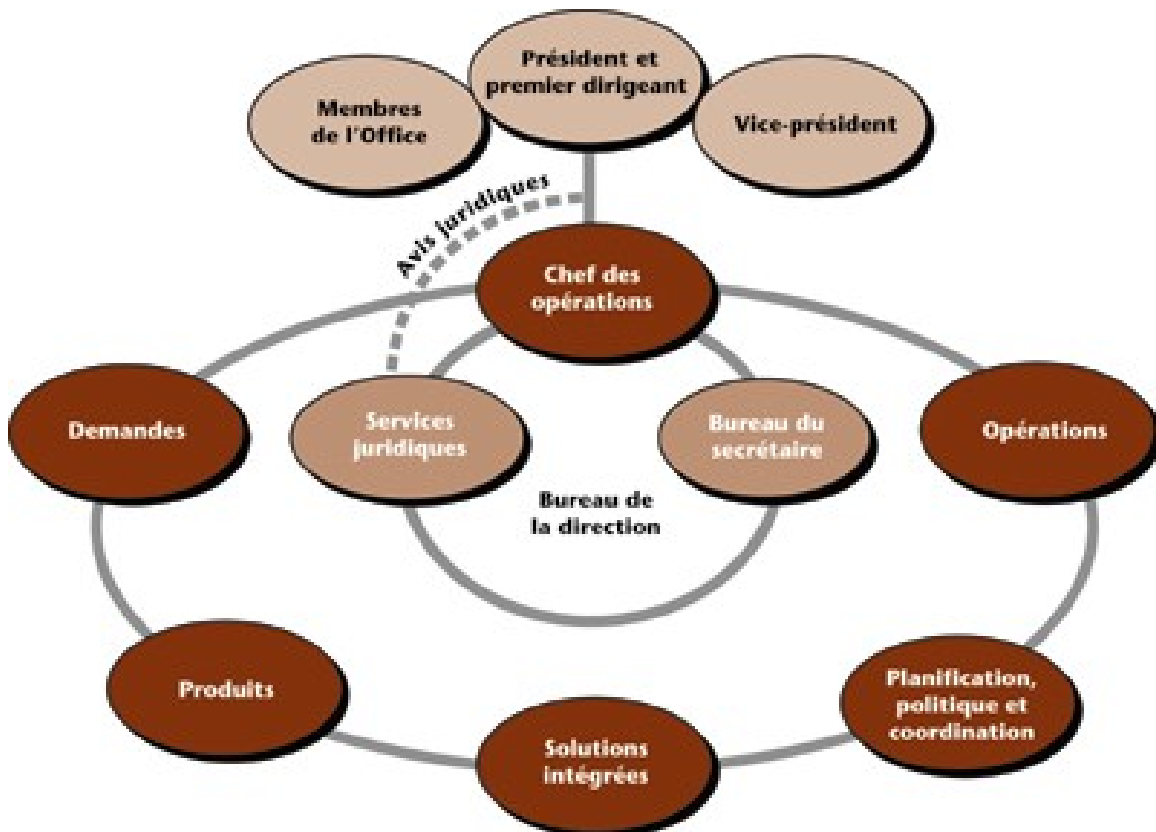 Président et
premier dirigeant
Membres
de l'Office
Vice-président
Avis juridiques
Chef des
opérations
Demandes
Services
juridiques
Bureau du
secrétaire
Opérations
Bureau de
la direction
Produits
Solutions
intégrées
Planification,
politique et
coordination